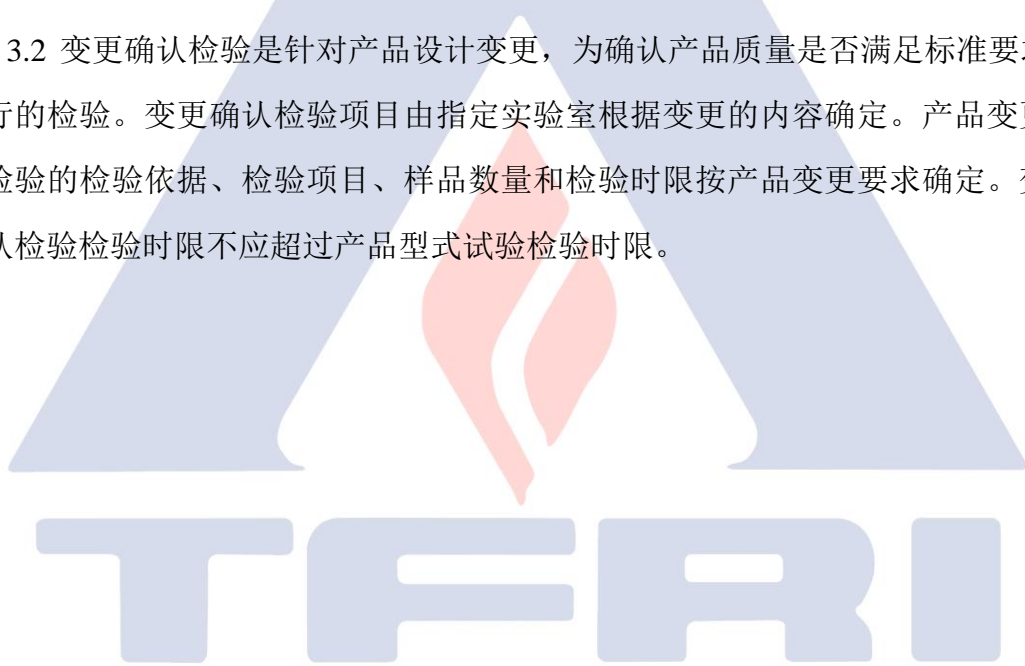 3.2 变更确认检验是针对产品设计变更，为确认产品质量是否满足标准要
行的检验。变更确认检验项目由指定实验室根据变更的内容确定。产品变
检验的检验依据、检验项目、样品数量和检验时限按产品变更要求确定。
认检验检验时限不应超过产品型式试验检验时限。
TFRI